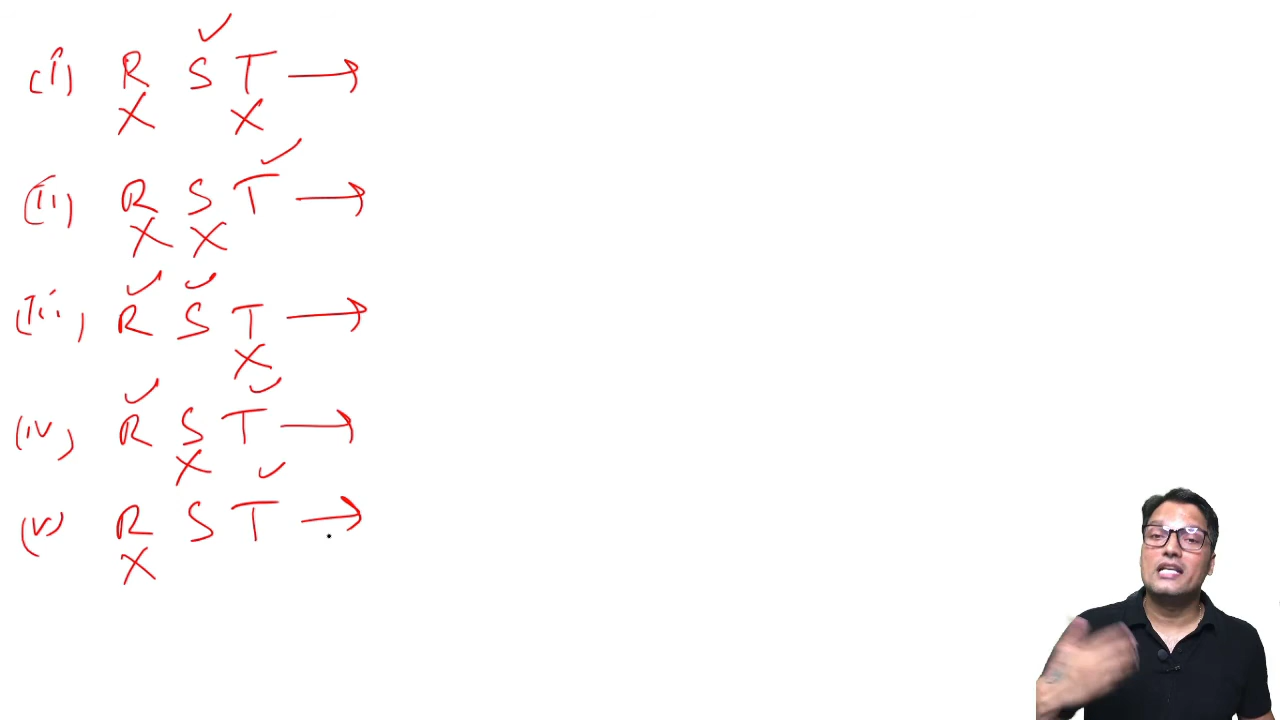 ✓
(i) R S T →
X X
✓
(ii) R S T →
X X
✓ ✓
(iii) R S T →
X
✓ ✓
(iv) R S T →
X ✓
(v) R S T →
X